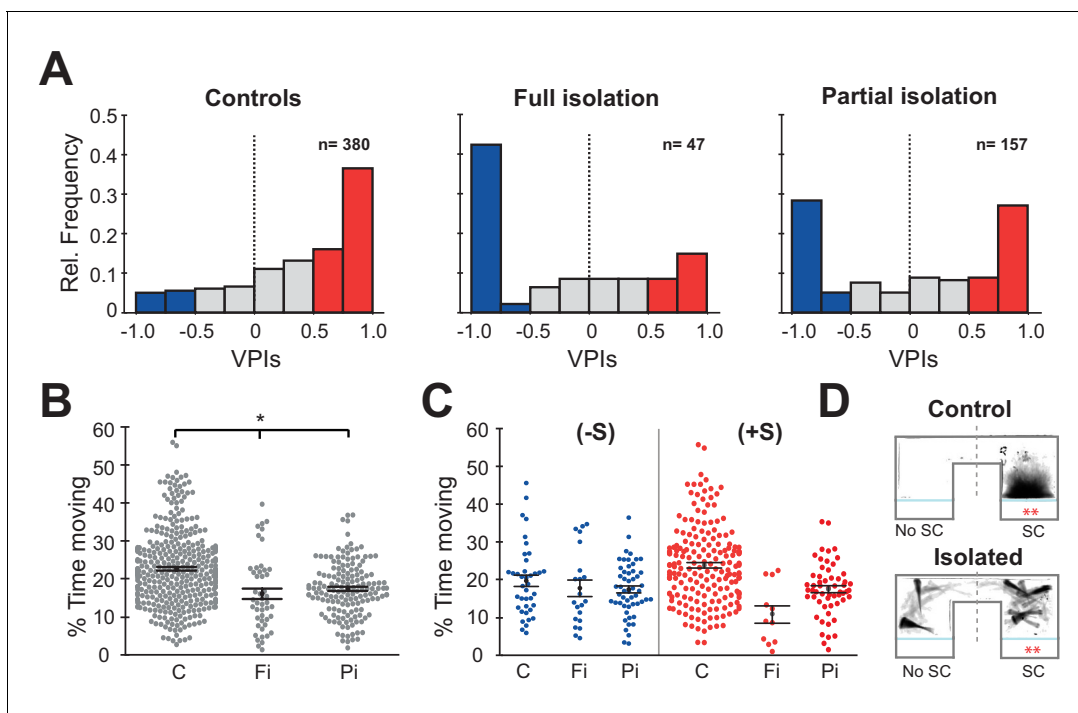 A
Controls
Full isolation
Partial isolation
Rel. Frequency
0.5
0.4
0.3
0.2
0.1
0
n= 380
n= 47
n= 157
-1.0 -0.5 0 0.5 1.0
-1.0 -0.5 0 0.5 1.0
-1.0 -0.5 0 0.5 1.0
VPIs
VPIs
VPIs
B
% Time moving
60
50
40
30
20
10
0
*
C Fi Pi
C
% Time moving
60
50
40
30
20
10
0
(-S)
(+S)
C Fi Pi C Fi Pi
D
Control
**
No SC SC
Isolated
**
No SC SC